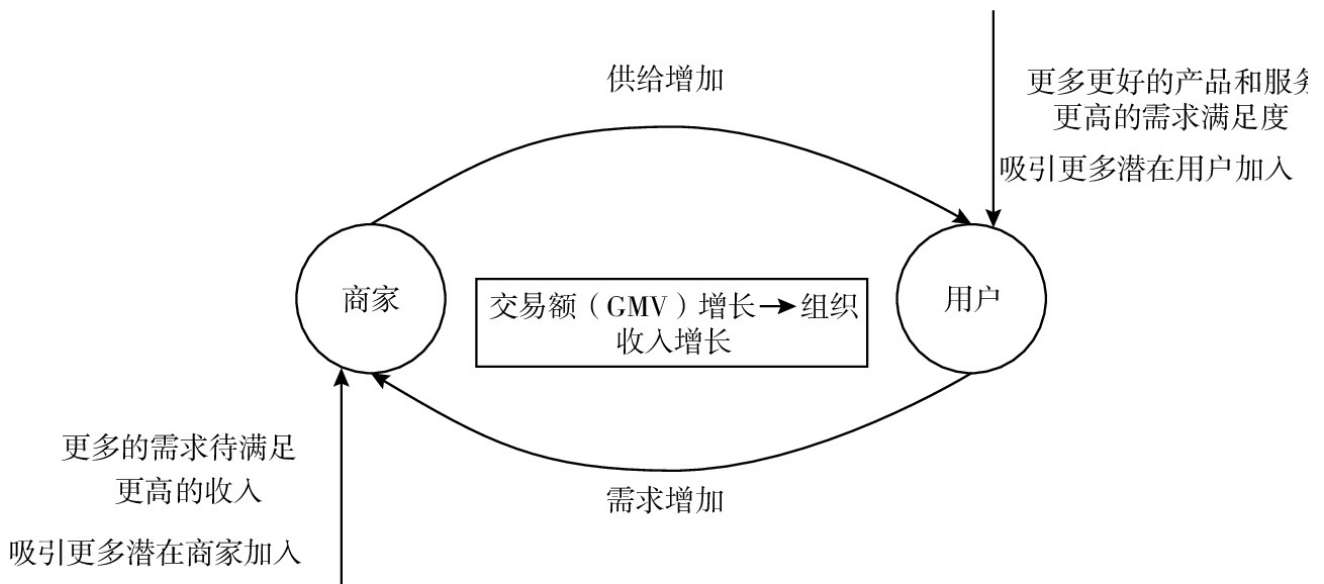 供给增加
更多更好的产品和服
更高的需求满足度
吸引更多潜在用户加入
商家
交易额（GMV）增长→组织
收入增长
用户
更多的需求待满足
更高的收入
需求增加
吸引更多潜在商家加入